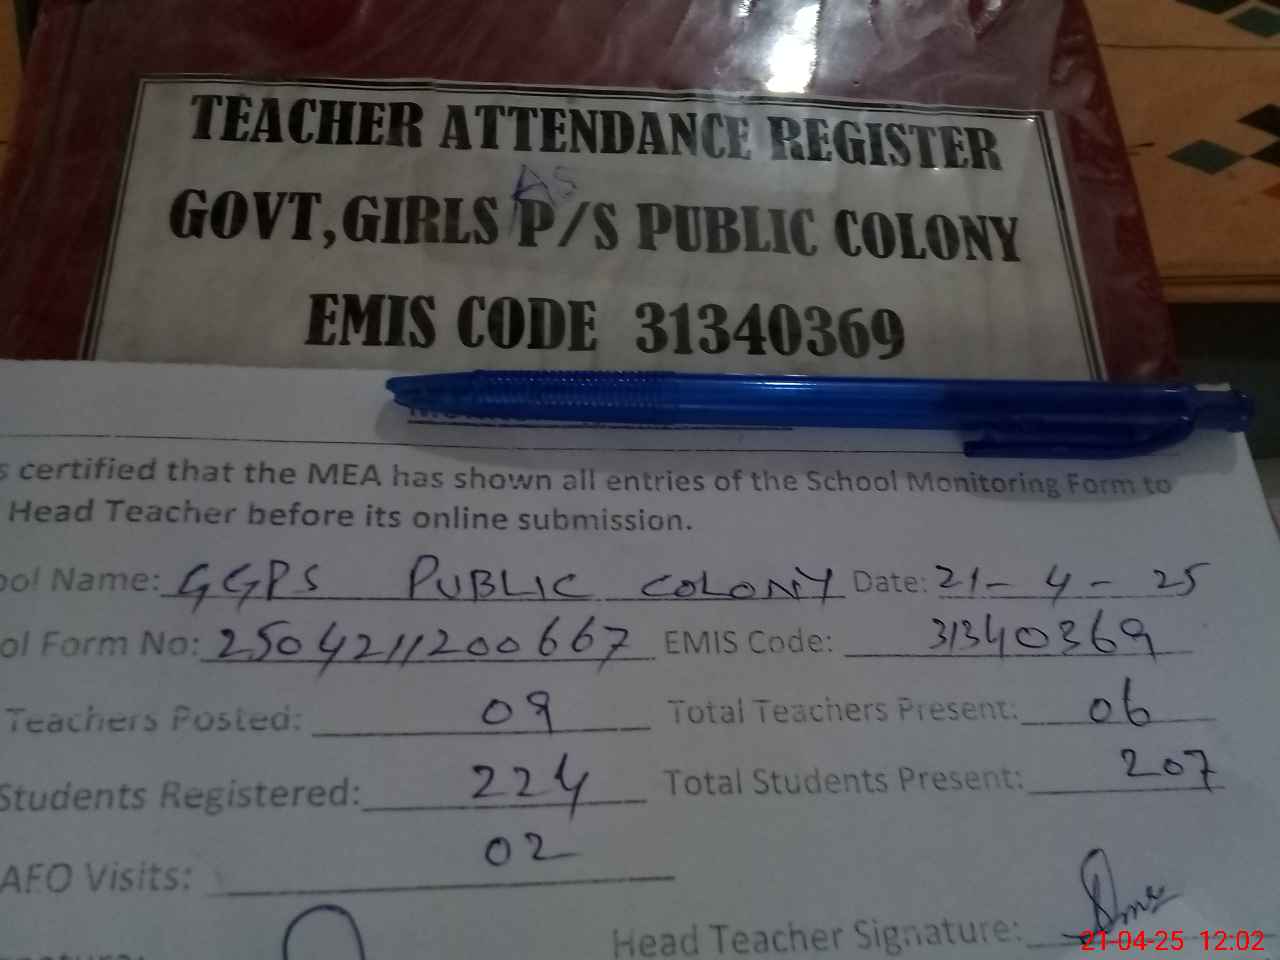 TEACHER ATTENDANCE REGISTER
AS
GOVT,GIRLS P/S PUBLIC COLONY
EMIS CODE 31340369
s certified that the MEA has shown all entries of the School Monitoring Form to
Head Teacher before its online submission.
ool Name: GGPS PUBLIC COLONY Date: 21-4-25
ol Form No: 2504211200667 EMIS Code: 31340369
Teachers Posted: 09 Total Teachers Present: 06
Students Registered: 224 Total Students Present: 207
AFO Visits: 02
Head Teacher Signature:
21-04-25 12:02